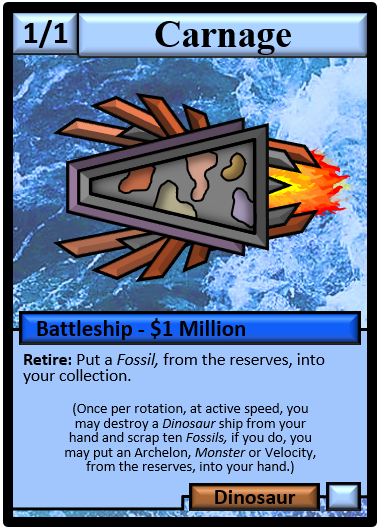 1/1 Carnage
Battleship - $1 Million
Retire: Put a Fossil, from the reserves, into
your collection.
(Once per rotation, at active speed, you
may destroy a Dinosaur ship from your
hand and scrap ten Fossils, if you do, you
may put an Archelon, Monster or Velocity,
from the reserves, into your hand.)
Dinosaur